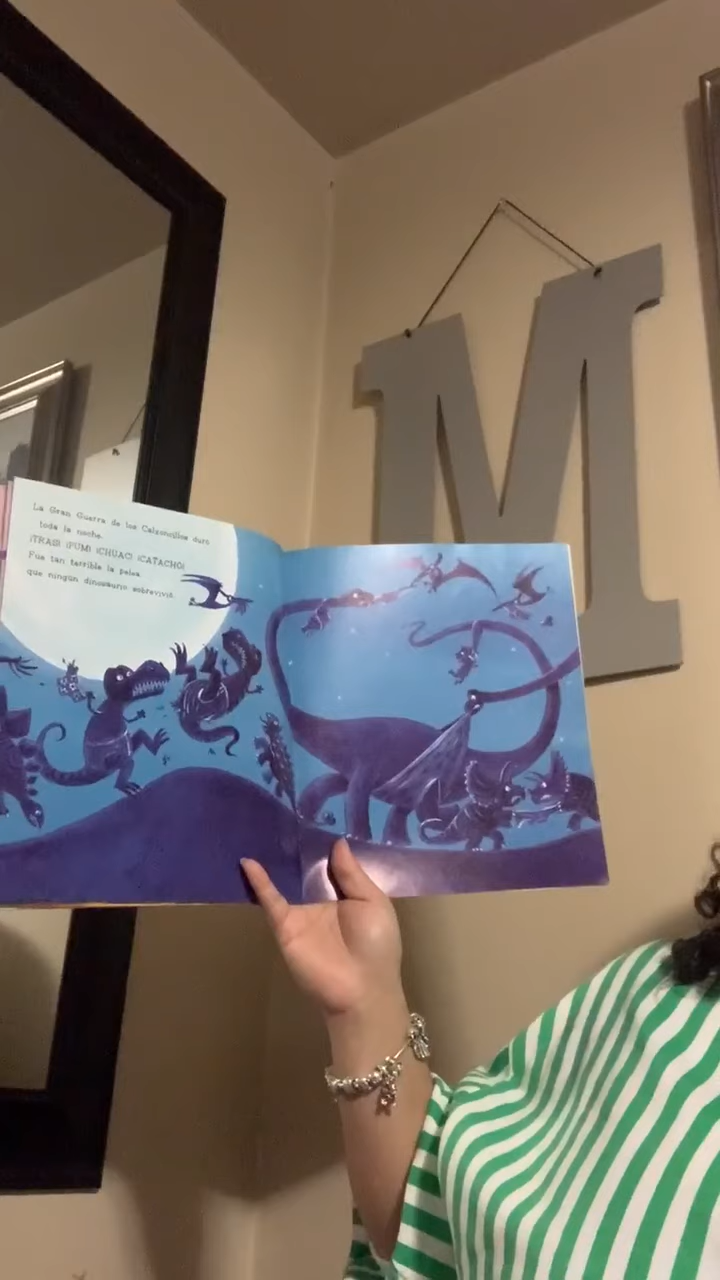 La Gran Guerra de los Calzoncillos duró
toda la noche.
¡TRAS! ¡PUM! ¡CHUAC! ¡CATACHO!
Fue tan terrible la pelea
que ningún dinosaurio sobrevivió.
M